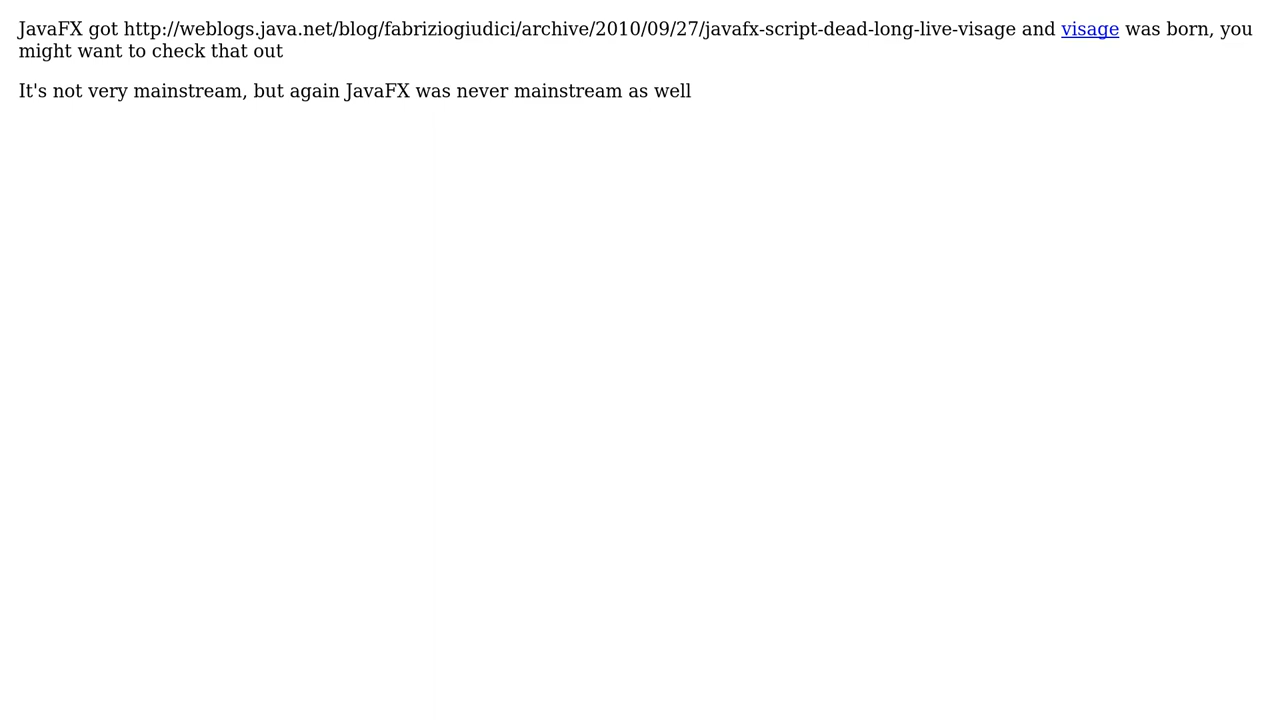 JavaFX got http://weblogs.java.net/blog/fabriziogiudici/archive/2010/09/27/javafx-script-dead-long-live-visage and visage was born, you
might want to check that out
It's not very mainstream, but again JavaFX was never mainstream as well